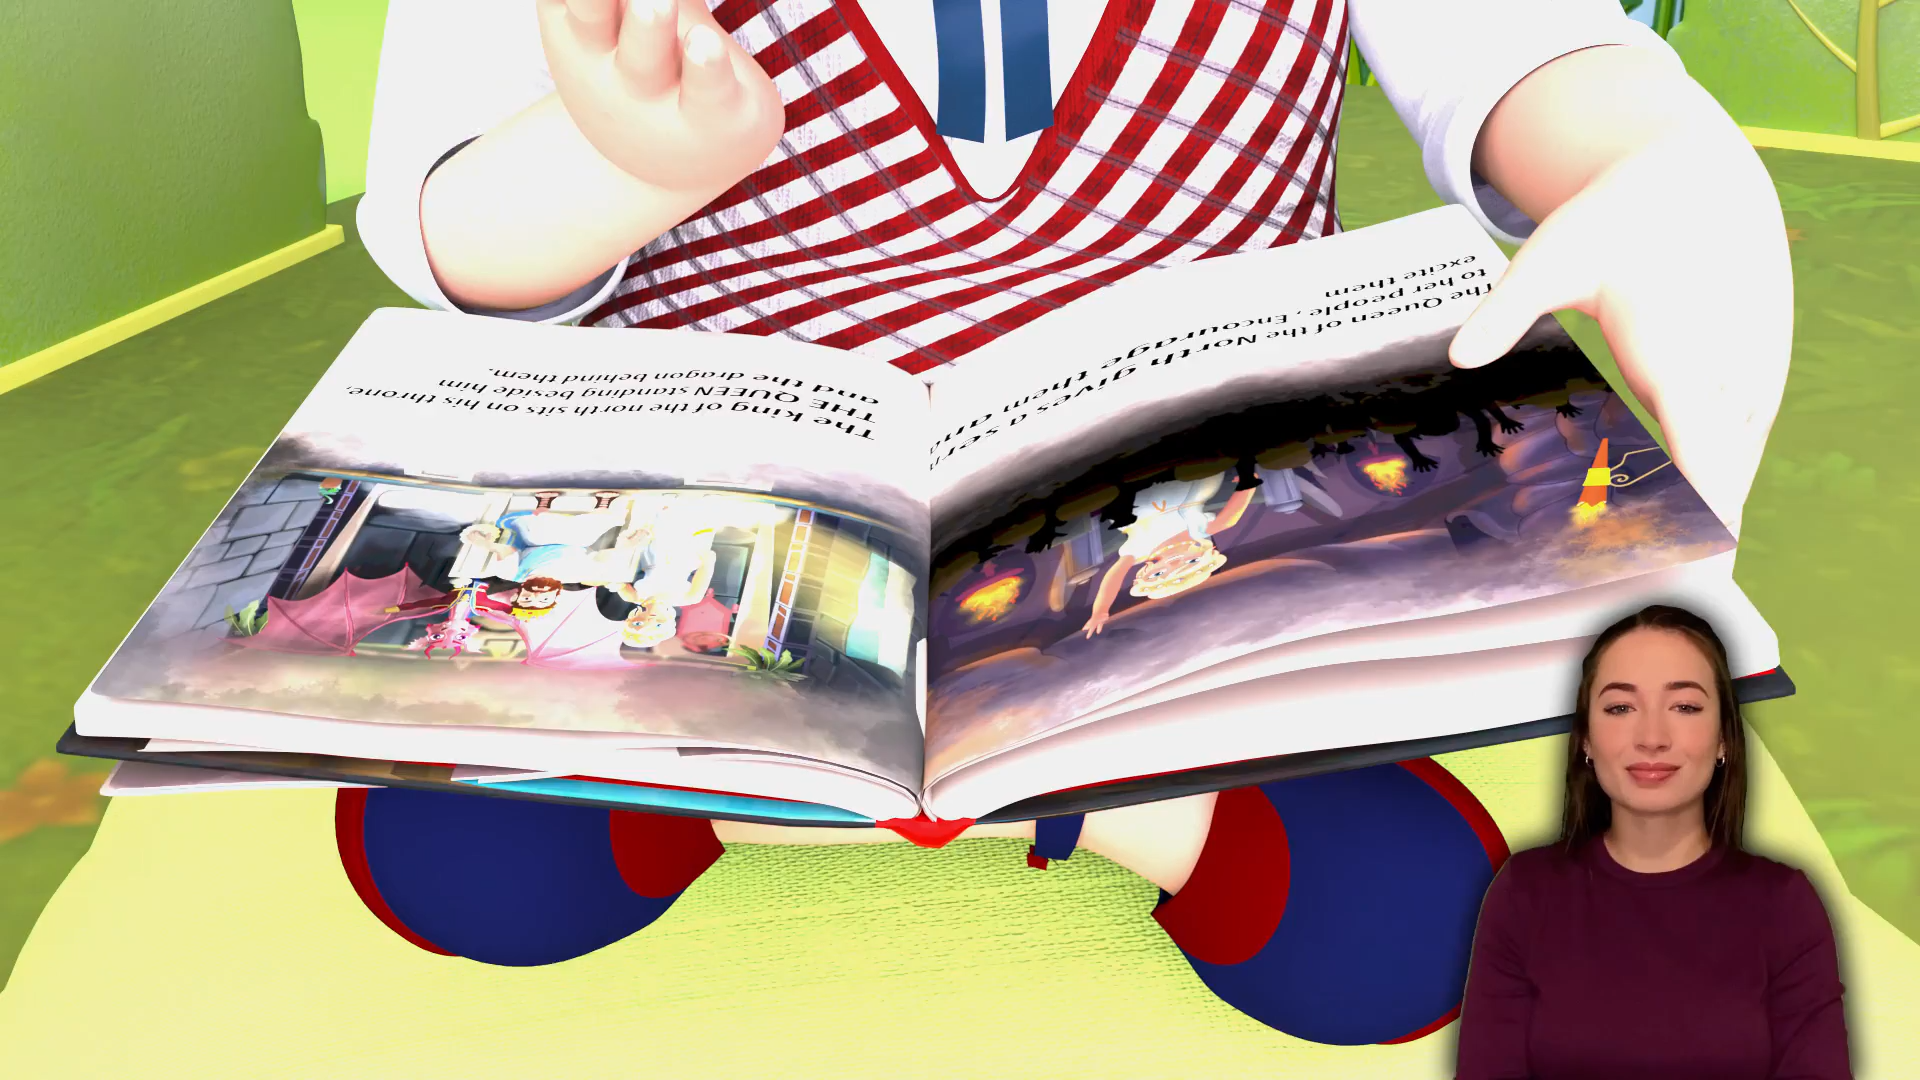 The king of the north sits on his throne,
THE QUEEN standing beside him
and the dragon behind them.
The Queen of the North gives a
to her people, Encourage them and
excite them